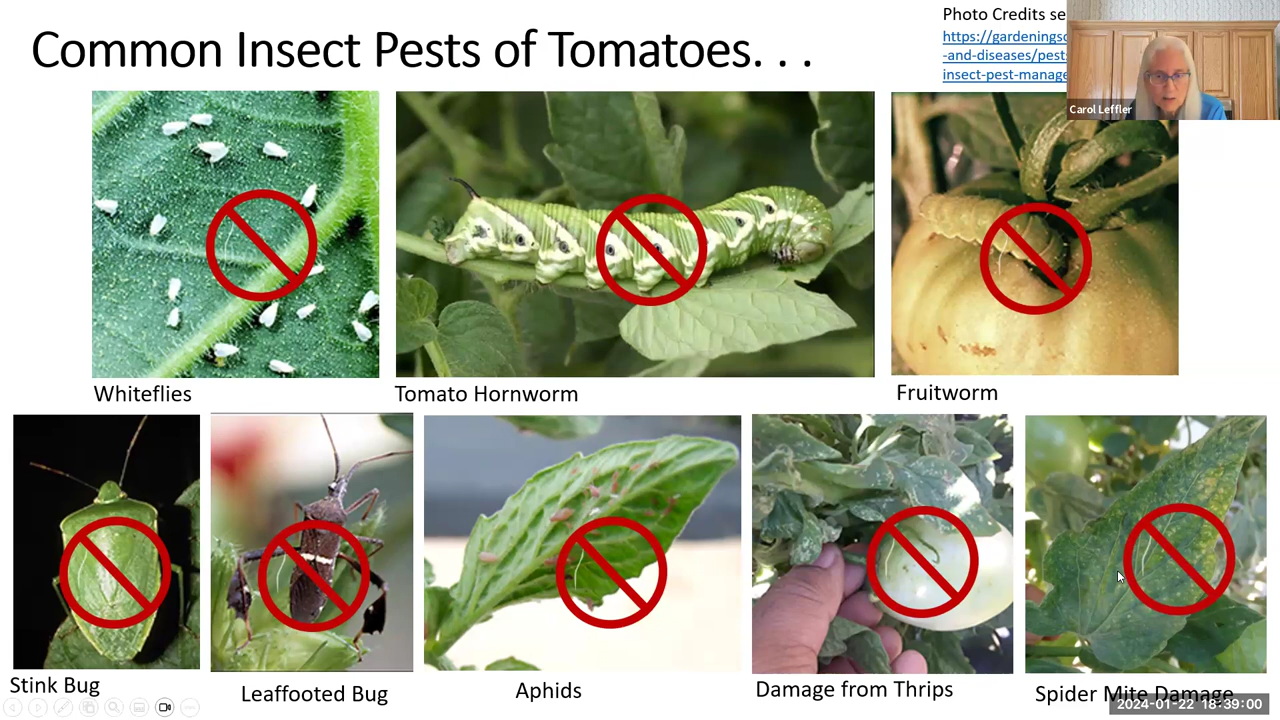 Common Insect Pests of Tomatoes. . .
Photo Credits se
https://gardeningso
-and-diseases/pest
insect-pest-manage
Carol Leffler
Whiteflies
Tomato Hornworm
Fruitworm
Stink Bug
Leaffooted Bug
Aphids
Damage from Thrips
Spider Mite Damage
2024-01-22 18:39:00